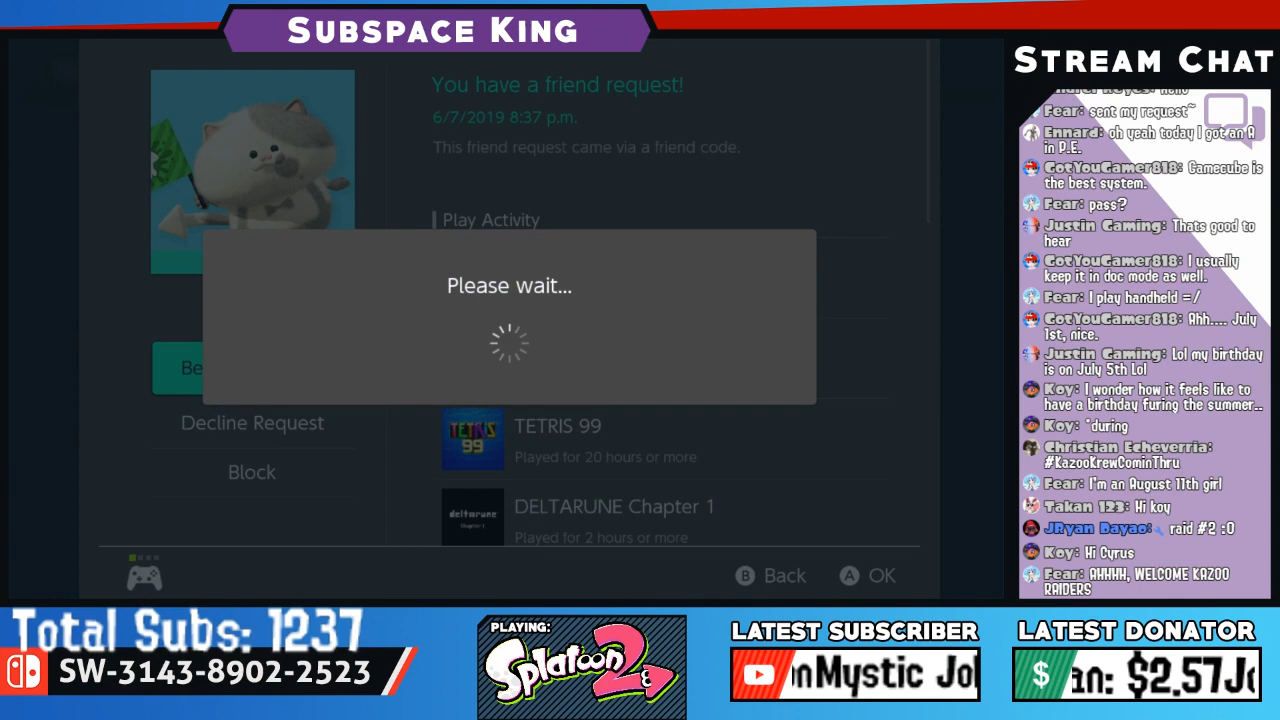 SUBSPACE KING
You have a friend request!
6/7/2019 8:37 p.m.
This friend request came via a friend code.
Play Activity
Please wait...
Be
Decline Request
Block
TETRIS 99
TETRIS
99
Played for 20 hours or more
DELTARUNE Chapter 1
deltarune
Chapter 1
Played for 2 hours or more
B Back
A OK
STREAM CHAT
Fear: sent my request~
Ennard: oh yeah today I got an A
in P.E.
GotYouGamer818: Gamecube is
the best system.
Fear: pass?
Justin Gaming: Thats good to
hear
GotYouGamer818: I usually
keep it in doc mode as well.
Fear: I play handheld =/
GotYouGamer818: Ahh.... July
1st, nice.
Justin Gaming: Lol my birthday
is on July 5th Lol
Koy: I wonder how it feels like to
have a birthday furing the summer..
Koy: *during
Christian Echeverria:
#KazooKrewCominThru
Fear: I'm an August 11th girl
Takan 123: Hi koy
JRyan Dayao: raid #2 :O
Koy: Hi Cyrus
Fear: AHHHH, WELCOME KAZOO
RAIDERS
Total Subs: 1237
SW-3143-8902-2523
PLAYING:
Splatoon 2
LATEST SUBSCRIBER
nMystic Jo
LATEST DONATOR
$ an: $2.57Jo